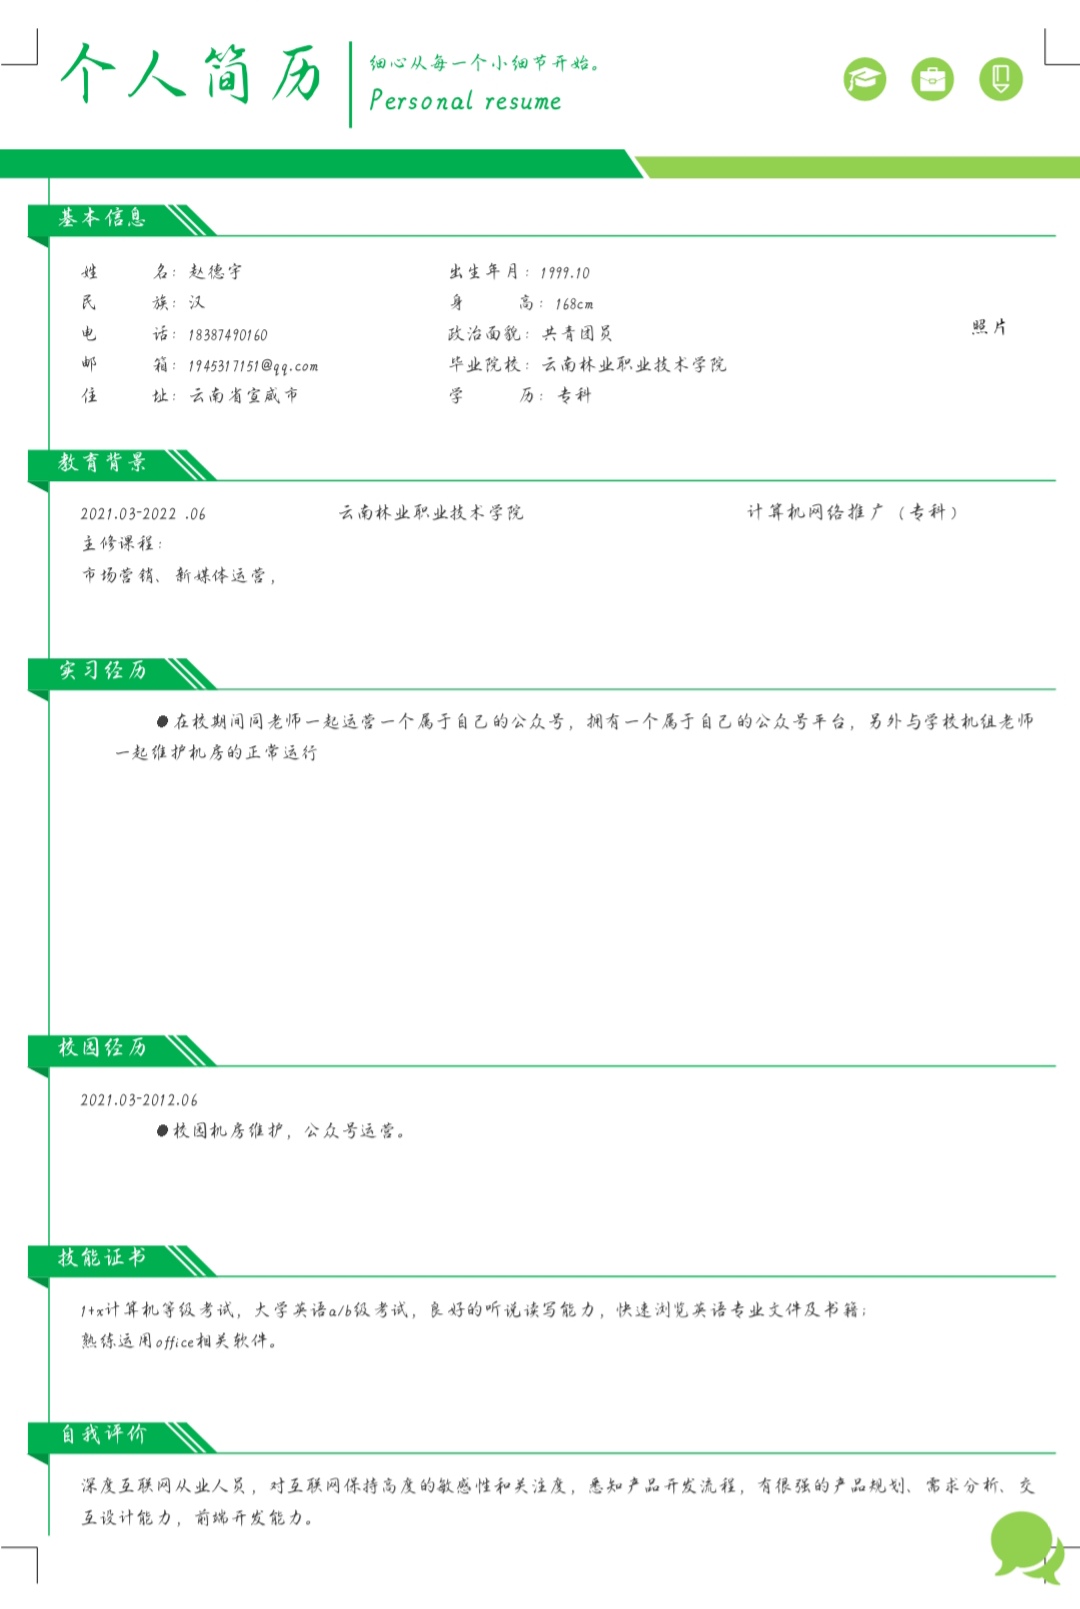 个人简历
细心从每一个小细节开始。
Personal resume
基本信息
姓 名：赵德宇 出生年月：1999.10
民 族：汉 身 高：168cm
电 话：18387490160 政治面貌：共青团员
照片
邮 箱：1945317151@qq.com 毕业院校：云南林业职业技术学院
住 址：云南省宣威市 学 历：专科
教育背景
2021.03-2022 .06 云南林业职业技术学院 计算机网络推广（专科）
主修课程：
市场营销、新媒体运营，
实习经历
●在校期间同老师一起运营一个属于自己的公众号，拥有一个属于自己的公众号平台，另外与学校机组老师
一起维护机房的正常运行
校园经历
2021.03-2012.06
●校园机房维护，公众号运营。
技能证书
1+x计算机等级考试，大学英语a/b级考试，良好的听说读写能力，快速浏览英语专业文件及书籍；
熟练运用office相关软件。
自我评价
深度互联网从业人员，对互联网保持高度的敏感性和关注度，悉知产品开发流程，有很强的产品规划、需求分析、交
互设计能力，前端开发能力。